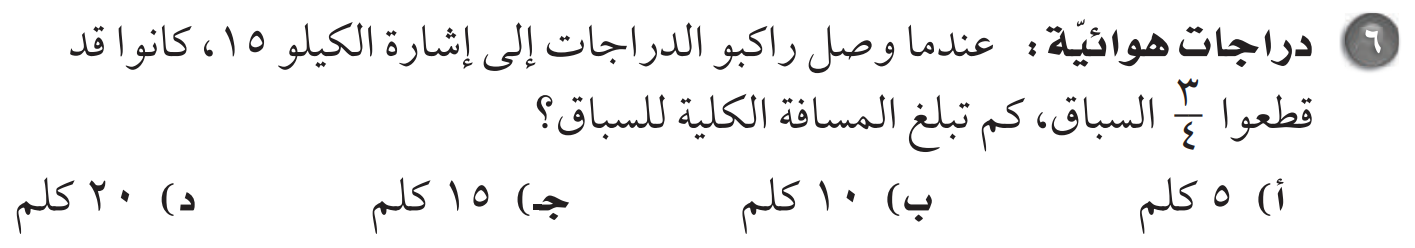 ٦ دراجات هوائيّة : عندما وصل راكبو الدراجات إلى إشارة الكيلو ١٥، كانوا قد
قطعوا ٣/٤ السباق، كم تبلغ المسافة الكلية للسباق؟
أ) ٥ كلم ب) ١٠ كلم جـ) ١٥ كلم د) ٢٠ كلم